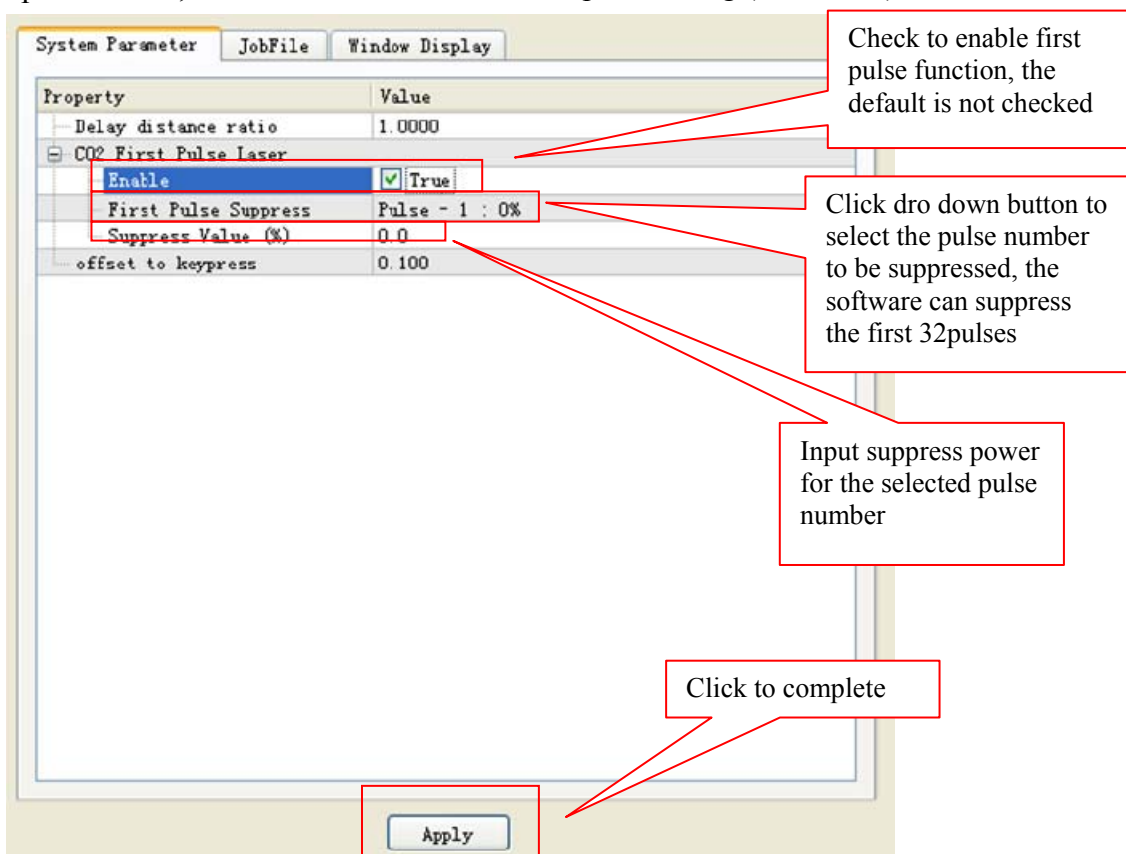 System Parameter JobFile Window Display
Check to enable first
pulse function, the
default is not checked
Property Value
Delay distance ratio 1.0000
CO2 First Pulse Laser
Enable True
First Pulse Suppress Pulse - 1 : 0%
Suppress Value (%) 0.0
offset to keypress 0.100
Click dro down button to
select the pulse number
to be suppressed, the
software can suppress
the first 32pulses
Input suppress power
for the selected pulse
number
Click to complete
Apply